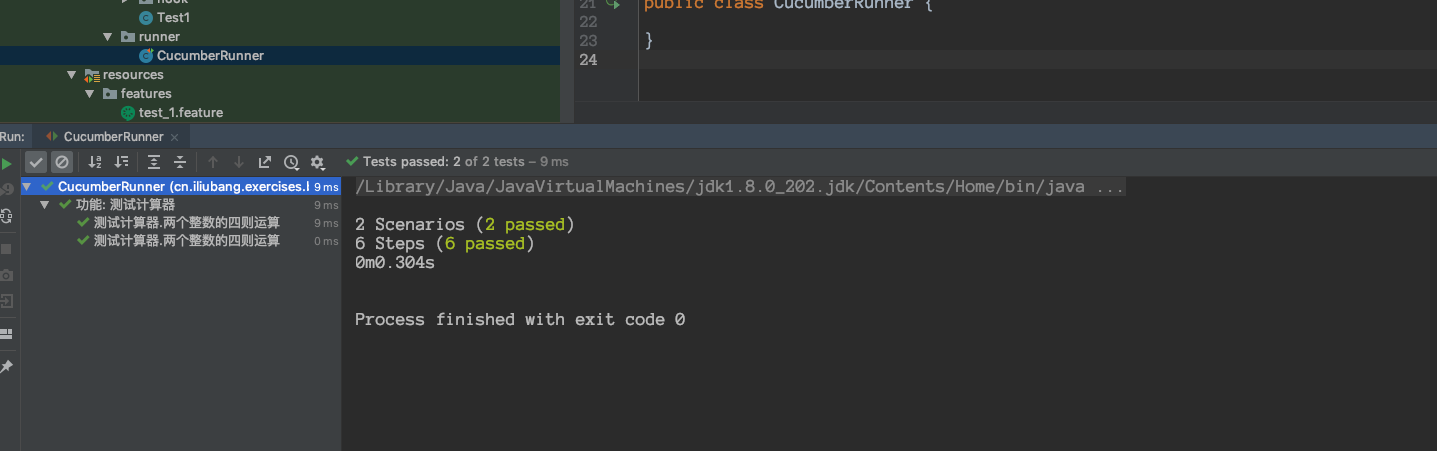 hook
Test1
runner
CucumberRunner
resources
features
test_1.feature
21 public class CucumberRunner {
22
23 }
24
Run: CucumberRunner
Tests passed: 2 of 2 tests – 9 ms
CucumberRunner (cn.iliubang.exercises.l 9 ms
功能: 测试计算器 9 ms
测试计算器.两个整数的四则运算 9 ms
测试计算器.两个整数的四则运算 0 ms
/Library/Java/JavaVirtualMachines/jdk1.8.0_202.jdk/Contents/Home/bin/java ...
2 Scenarios (2 passed)
6 Steps (6 passed)
0m0.304s
Process finished with exit code 0